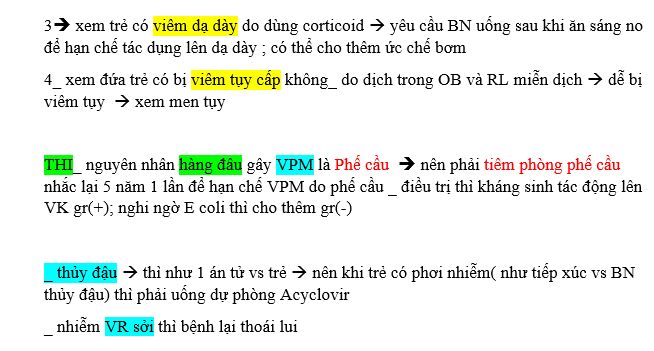 3➔ xem trẻ có viêm dạ dày do dùng corticoid → yêu cầu BN uống sau khi ăn sáng no
để hạn chế tác dụng lên dạ dày ; có thể cho thêm ức chế bơm
4_ xem đứa trẻ có bị viêm tụy cấp không_ do dịch trong OB và RL miễn dịch → dễ bị
viêm tụy → xem men tụy
THI_ nguyên nhân hàng đâu gây VPM là Phế cầu → nên phải tiêm phòng phế cầu
nhắc lại 5 năm 1 lần để hạn chế VPM do phế cầu _ điều trị thì kháng sinh tác động lên
VK gr(+); nghi ngờ E coli thì cho thêm gr(-)
_ thủy đậu → thì như 1 án tử vs trẻ → nên khi trẻ có phơi nhiễm( như tiếp xúc vs BN
thủy đậu) thì phải uống dự phòng Acyclovir
_ nhiễm VR sởi thì bệnh lại thoái lui